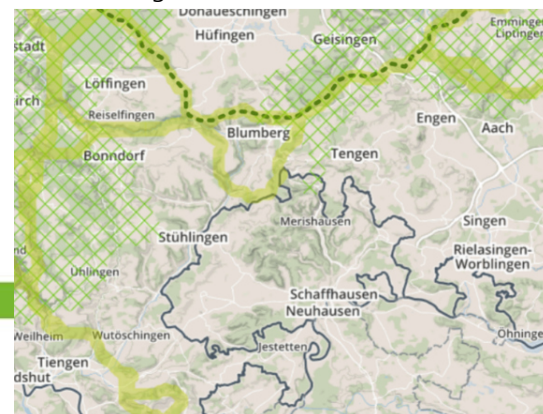 Donaueschingen
Hüfingen
Geisingen
Emmingen-
Liptingen
stadt
Löffingen
irch
Reiselfingen
Blumberg
Engen
Aach
Bonndorf
Tengen
Merishausen
Singen
Stühlingen
Rielasingen-
Worblingen
Ühlingen
Schaffhausen
Neuhausen
Weilheim
Wutöschingen
Jestetten
Ohninge
Tiengen
dshut